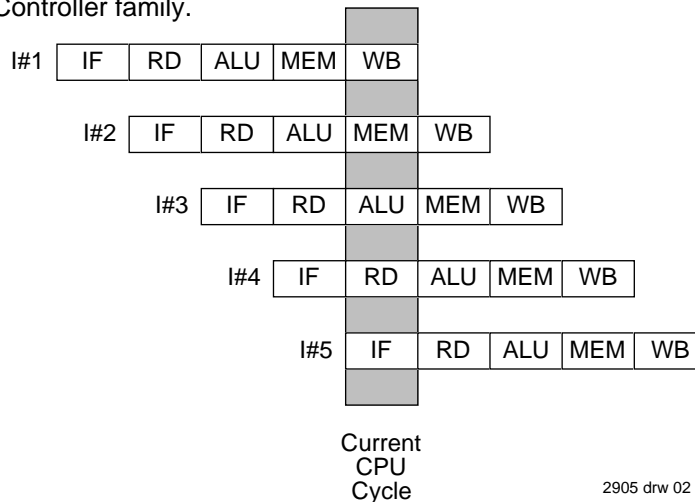 Controller family.
I#1 IF RD ALU MEM WB
I#2 IF RD ALU MEM WB
I#3 IF RD ALU MEM WB
I#4 IF RD ALU MEM WB
I#5 IF RD ALU MEM WB
Current
CPU
Cycle
2905 drw 02